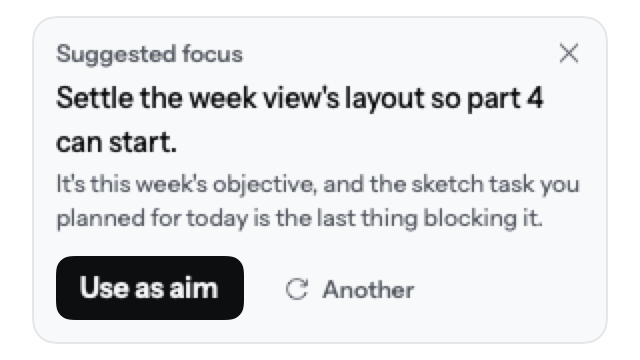 Suggested focus
Settle the week view's layout so part 4
can start.
It's this week's objective, and the sketch task you
planned for today is the last thing blocking it.
Use as aim
Another